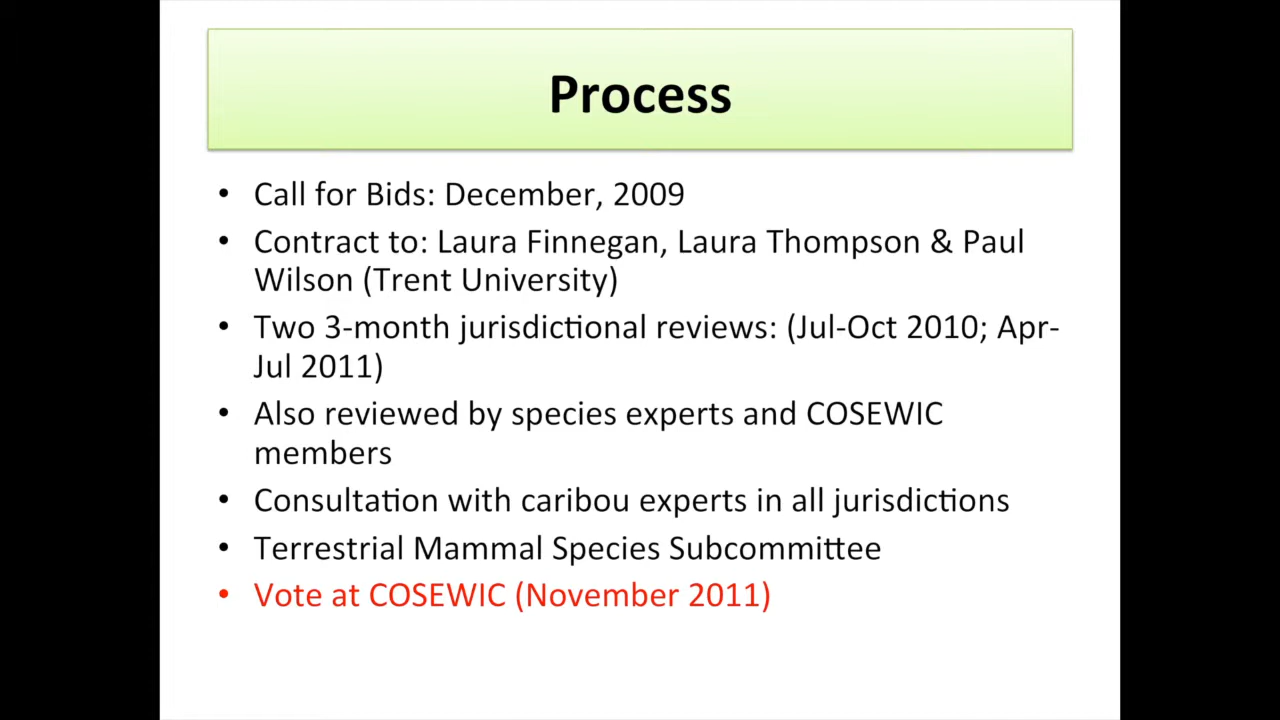 Process
• Call for Bids: December, 2009
• Contract to: Laura Finnegan, Laura Thompson & Paul
Wilson (Trent University)
• Two 3-month jurisdictional reviews: (Jul-Oct 2010; Apr-
Jul 2011)
• Also reviewed by species experts and COSEWIC
members
• Consultation with caribou experts in all jurisdictions
• Terrestrial Mammal Species Subcommittee
• Vote at COSEWIC (November 2011)